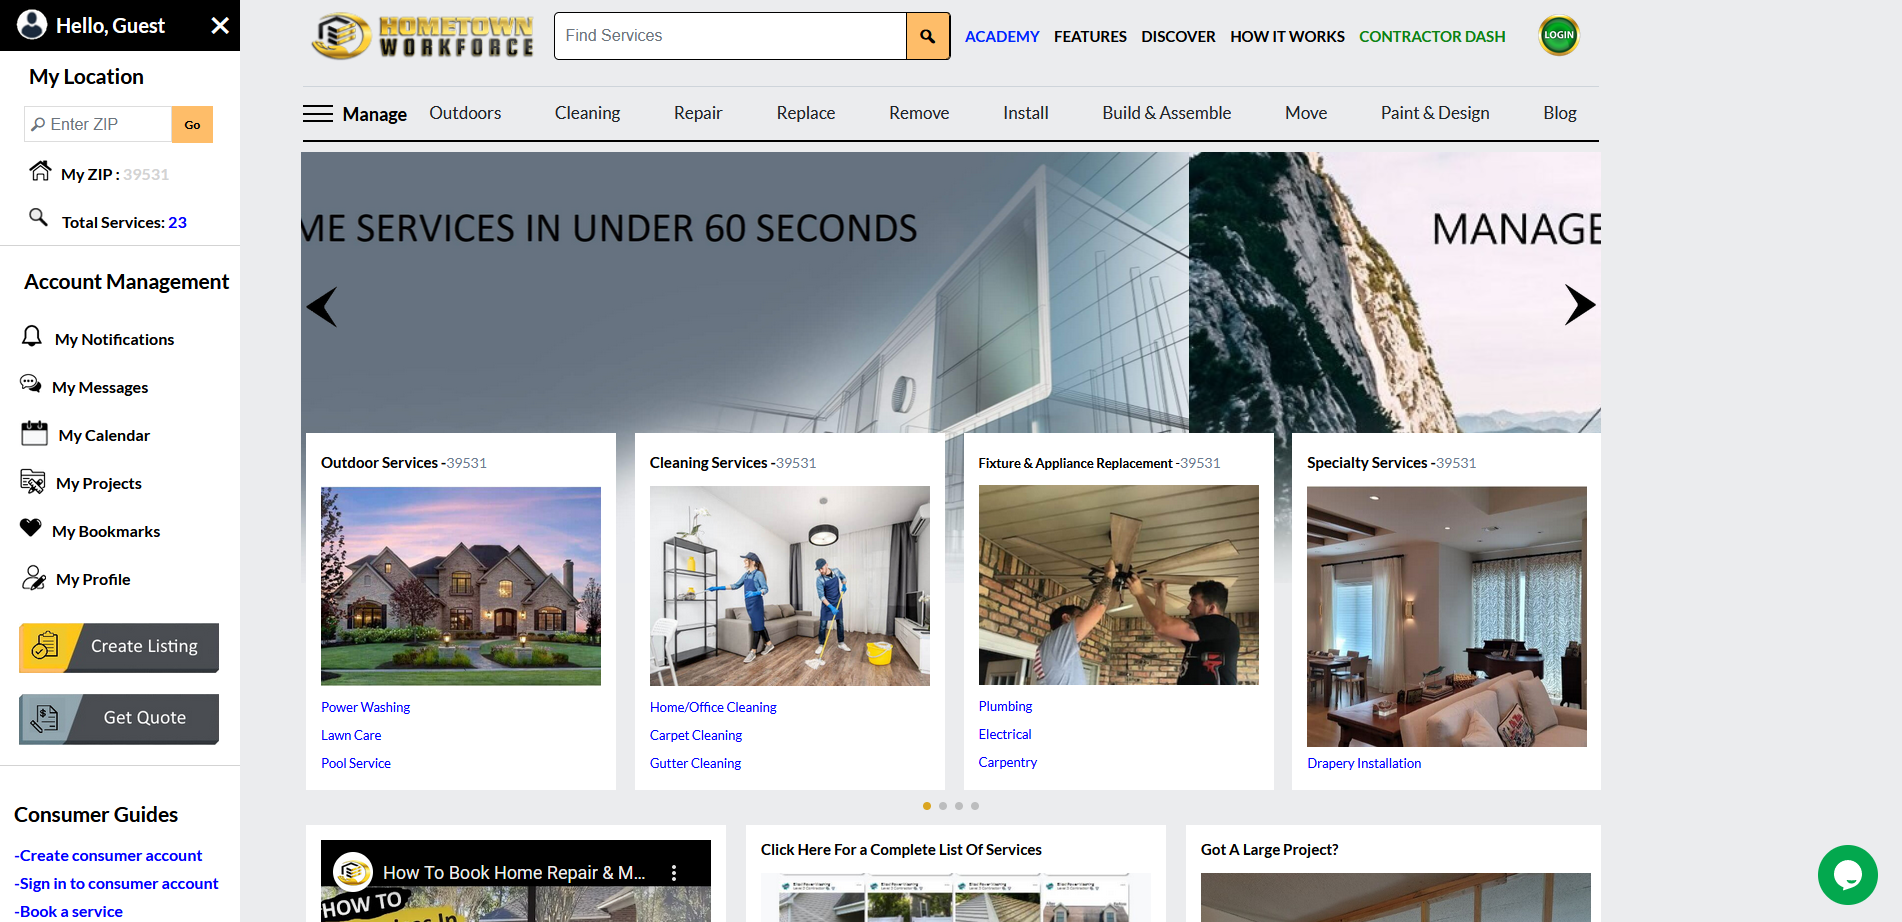 Hello, Guest
My Location
Enter ZIP
Go
My ZIP : 39531
Total Services: 23
Account Management
My Notifications
My Messages
My Calendar
My Projects
My Bookmarks
My Profile
Create Listing
Get Quote
Consumer Guides
-Create consumer account
-Sign in to consumer account
-Book a service
HOMETOWN
WORKFORCE
Find Services
ACADEMY FEATURES DISCOVER HOW IT WORKS CONTRACTOR DASH
LOGIN
Manage Outdoors Cleaning Repair Replace Remove Install Build & Assemble Move Paint & Design Blog
ME SERVICES IN UNDER 60 SECONDS
MANAGE
Outdoor Services -39531
Power Washing
Lawn Care
Pool Service
Cleaning Services -39531
Home/Office Cleaning
Carpet Cleaning
Gutter Cleaning
Fixture & Appliance Replacement -39531
Plumbing
Electrical
Carpentry
Specialty Services -39531
Drapery Installation
How To Book Home Repair & M...
HOW TO
Click Here For a Complete List Of Services
Got A Large Project?